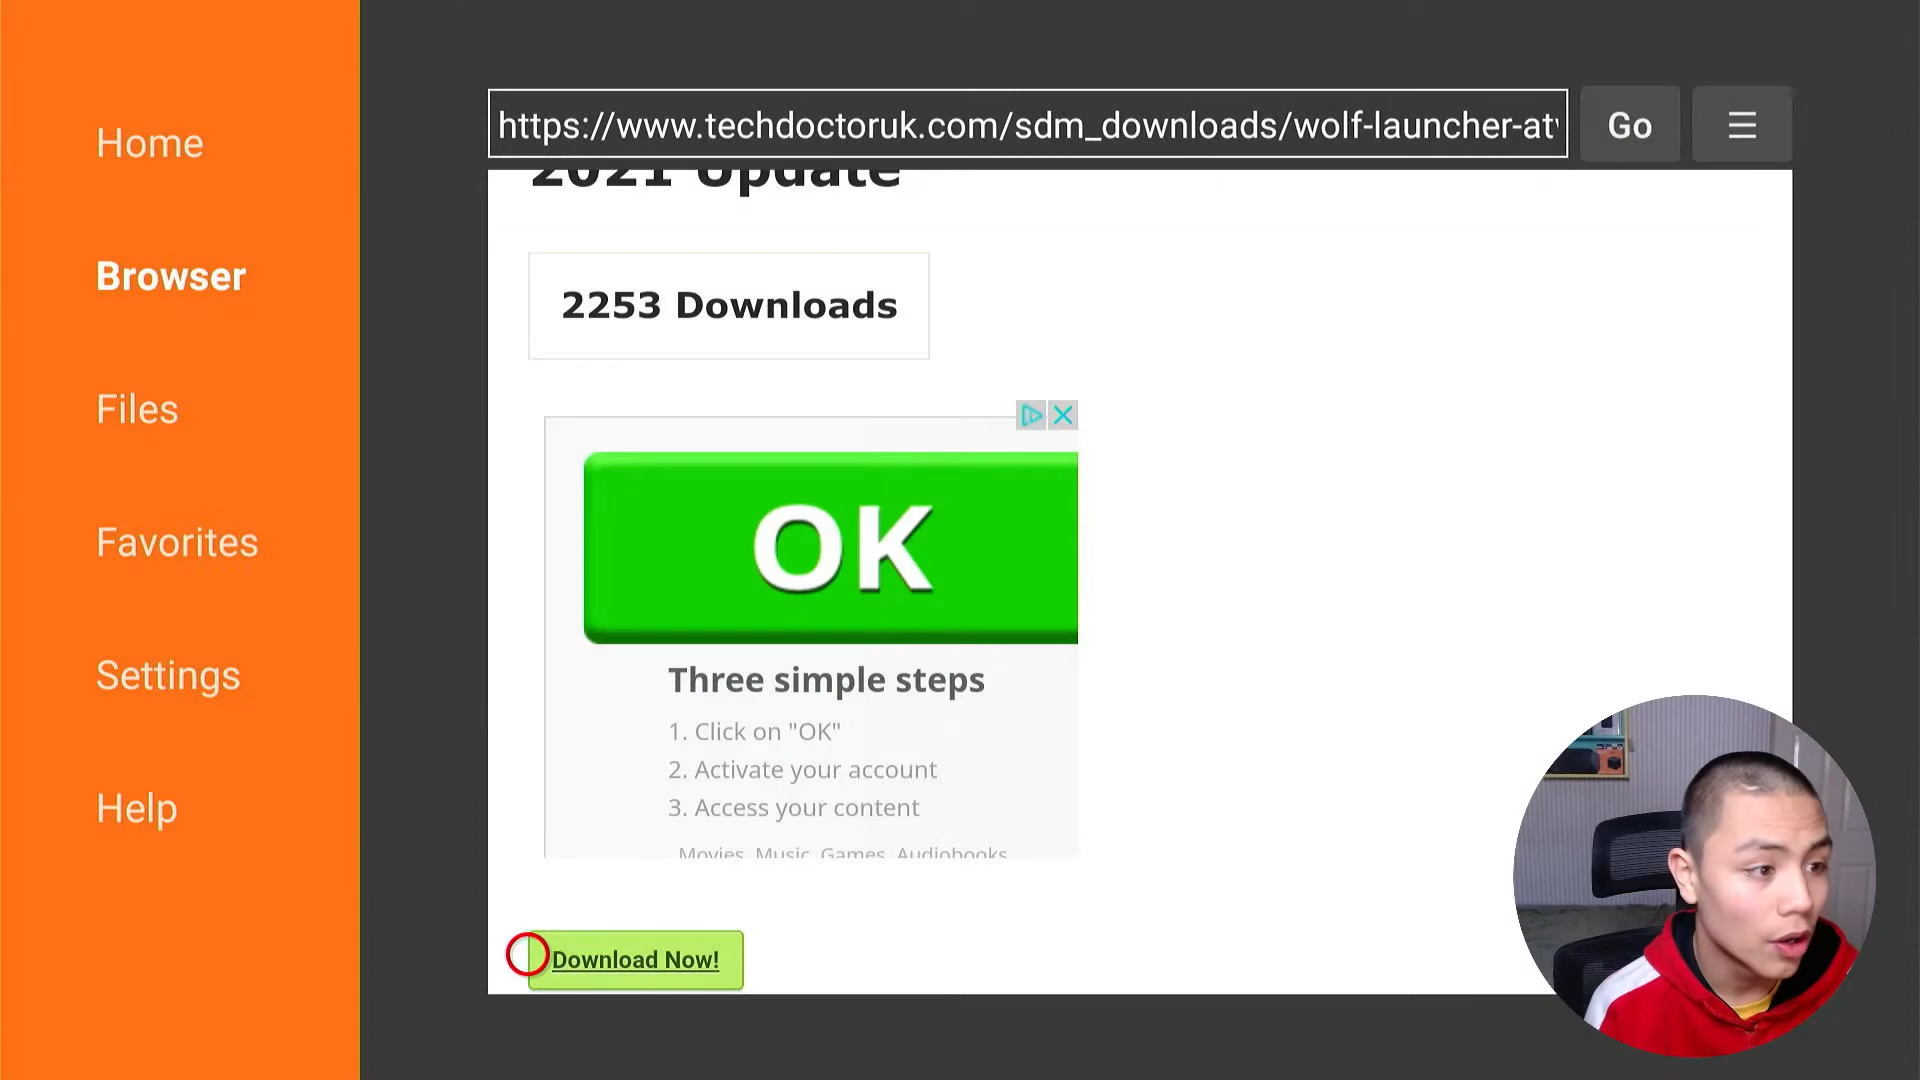 Home
Browser
Files
Favorites
Settings
Help
https://www.techdoctoruk.com/sdm_downloads/wolf-launcher-at
Go
2021 Update
2253 Downloads
OK
Three simple steps
1. Click on "OK"
2. Activate your account
3. Access your content
Movies, Music, Games, Audiobooks
Download Now!